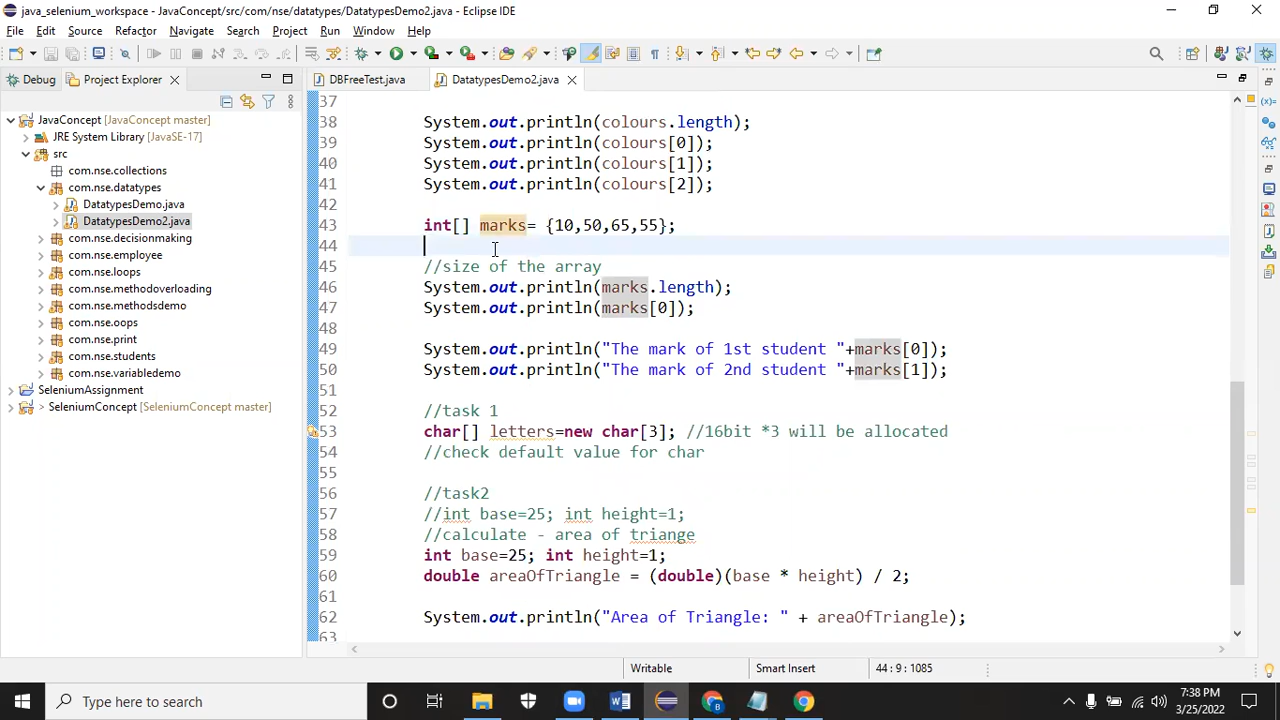 java_selenium_workspace - JavaConcept/src/com/nse/datatypes/DatatypesDemo2.java - Eclipse IDE
File Edit Source Refactor Navigate Search Project Run Window Help
Debug Project Explorer DBFreeTest.java DatatypesDemo2.java
JavaConcept [JavaConcept master]
JRE System Library [JavaSE-17]
src
com.nse.collections
com.nse.datatypes
DatatypesDemo.java
DatatypesDemo2.java
com.nse.decisionmaking
com.nse.employee
com.nse.loops
com.nse.methodoverloading
com.nse.methodsdemo
com.nse.oops
com.nse.print
com.nse.students
com.nse.variabledemo
SeleniumAssignment
> SeleniumConcept [SeleniumConcept master]
37
38 System.out.println(colours.length);
39 System.out.println(colours[0]);
40 System.out.println(colours[1]);
41 System.out.println(colours[2]);
42
43 int[] marks= {10,50,65,55};
44
45 //size of the array
46 System.out.println(marks.length);
47 System.out.println(marks[0]);
48
49 System.out.println("The mark of 1st student "+marks[0]);
50 System.out.println("The mark of 2nd student "+marks[1]);
51
52 //task 1
53 char[] letters=new char[3]; //16bit *3 will be allocated
54 //check default value for char
55
56 //task2
57 //int base=25; int height=1;
58 //calculate - area of triange
59 int base=25; int height=1;
60 double areaOfTriangle = (double)(base * height) / 2;
61
62 System.out.println("Area of Triangle: " + areaOfTriangle);
63
Writable Smart Insert 44 : 9 : 1085
Type here to search
7:38 PM
3/25/2022